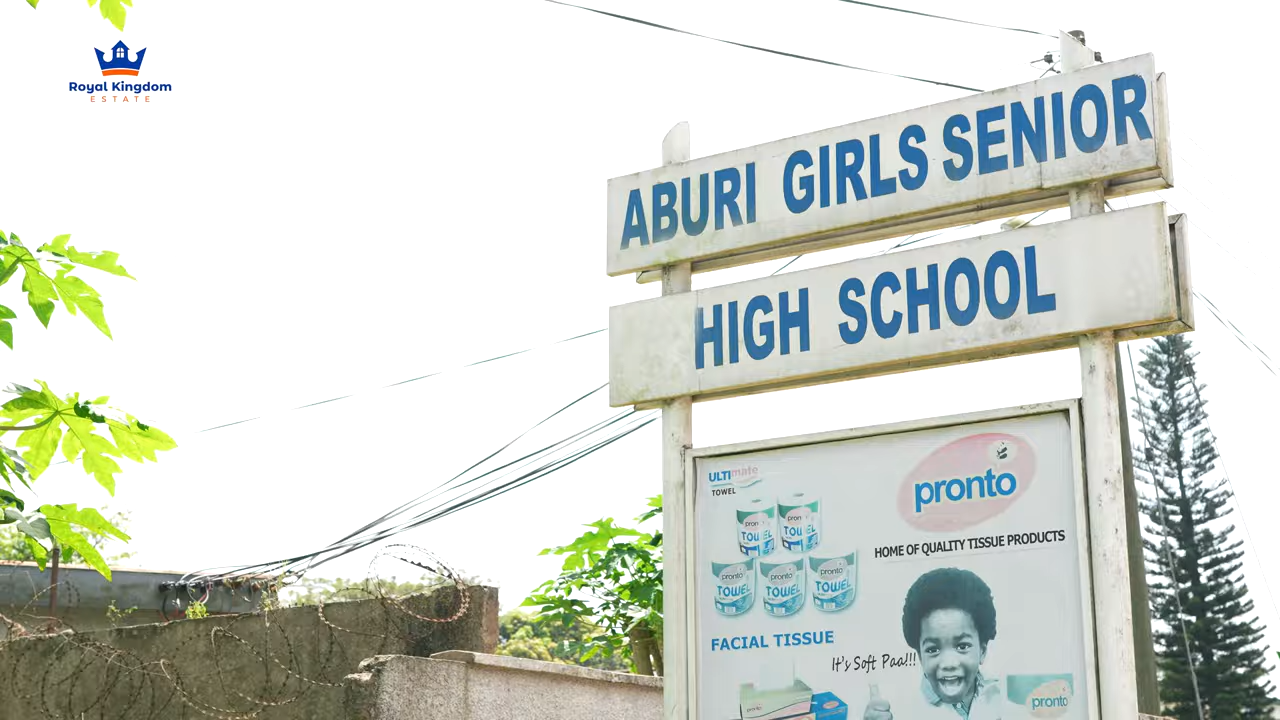 Royal Kingdom
ESTATE
ABURI GIRLS SENIOR
HIGH SCHOOL
ULTImate
TOWEL
pronto
HOME OF QUALITY TISSUE PRODUCTS
pronto
TOWEL
pronto
TOWEL
pronto
TOWEL
pronto
TOWEL
pronto
TOWEL
FACIAL TISSUE
It's Soft Paa!!!
pronto
pronto